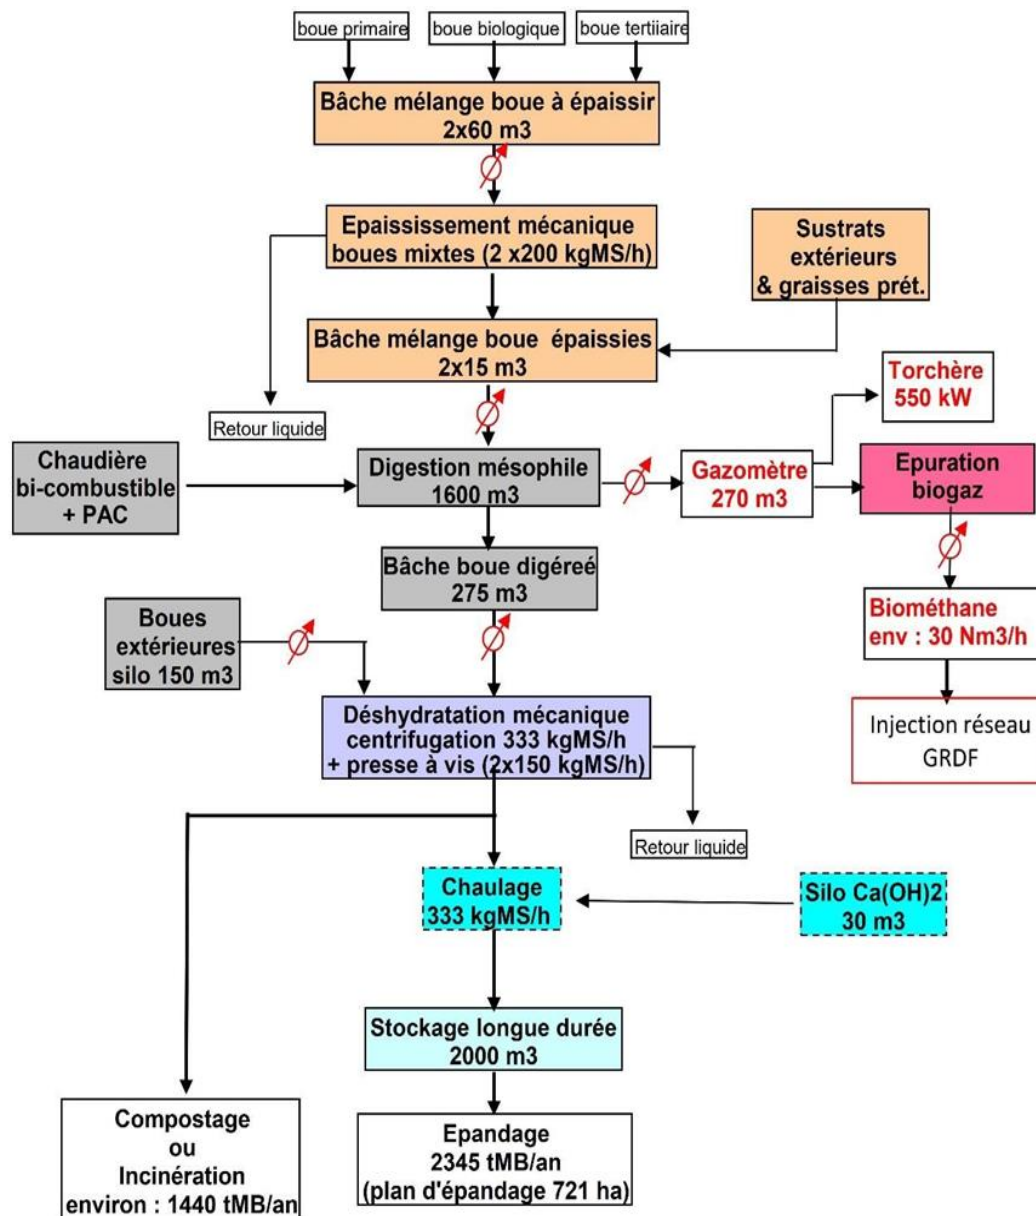 boue primaire
boue biologique
boue tertiiaire
Bâche mélange boue à épaissir
2x60 m3
Epaississement mécanique
boues mixtes (2 x200 kgMS/h)
Sustrats
extérieurs
& graisses prét.
Bâche mélange boue épaissies
2x15 m3
Torchère
550 kW
Retour liquide
Chaudière
bi-combustible
+ PAC
Digestion mésophile
1600 m3
Gazomètre
270 m3
Epuration
biogaz
Bâche boue digéreé
275 m3
Boues
extérieures
silo 150 m3
Biométhane
env : 30 Nm3/h
Déshydratation mécanique
centrifugation 333 kgMS/h
+ presse à vis (2x150 kgMS/h)
Injection réseau
GRDF
Retour liquide
Chaulage
333 kgMS/h
Silo Ca(OH)2
30 m3
Stockage longue durée
2000 m3
Compostage
ou
Incinération
environ : 1440 tMB/an
Epandage
2345 tMB/an
(plan d'épandage 721 ha)